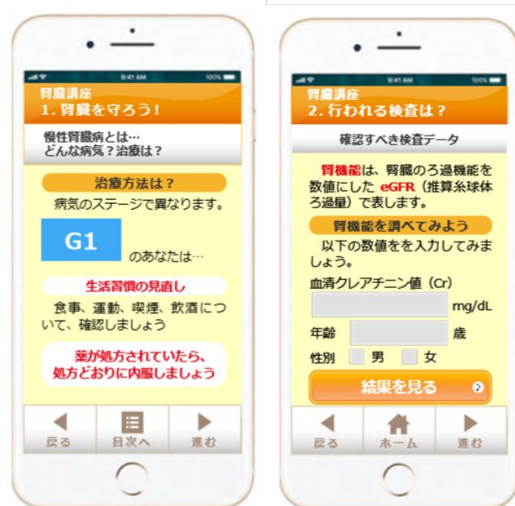 9:41 AM
100%
腎臓講座
1. 腎臓を守ろう！
慢性腎臓病とは…
どんな病気？治療は？
治療方法は？
病気のステージで異なります。
G1
のあなたは…
生活習慣の見直し
食事、運動、喫煙、飲酒につ
いて、確認しましょう
薬が処方されていたら、
処方どおりに内服しましょう
戻る
目次へ
進む
9:41 AM
100%
腎臓講座
2. 行われる検査は？
確認すべき検査データ
腎機能は、腎臓のろ過機能を
数値にした eGFR（推算糸球体
ろ過量）で表します。
腎機能を調べてみよう
以下の数値をを入力してみま
しょう。
血清クレアチニン値（Cr）
mg/dL
年齢 歳
性別 男 女
結果を見る
戻る
ホーム
進む